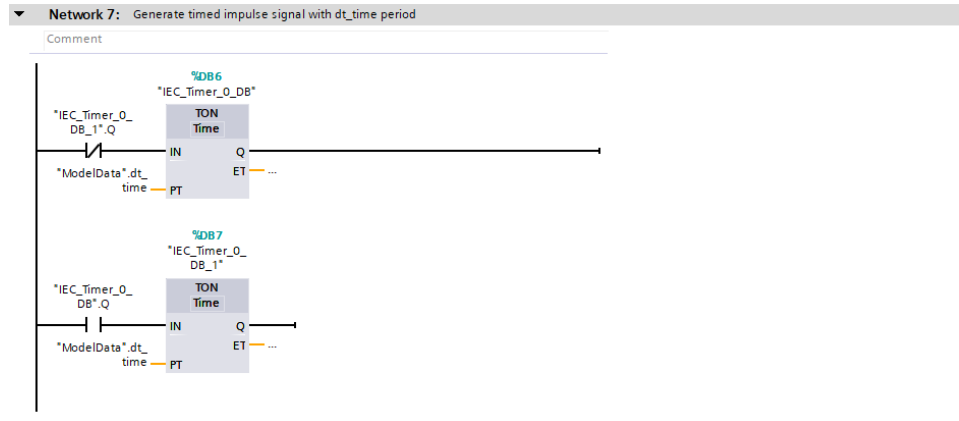 Network 7: Generate timed impulse signal with dt_time period
Comment
%DB6
"IEC_Timer_0_DB"
"IEC_Timer_0_
DB_1".Q
TON
Time
IN Q
"ModelData".dt_
time
ET ...
PT
%DB7
"IEC_Timer_0_
DB_1"
"IEC_Timer_0_
DB".Q
TON
Time
IN Q
"ModelData".dt_
time
ET ...
PT